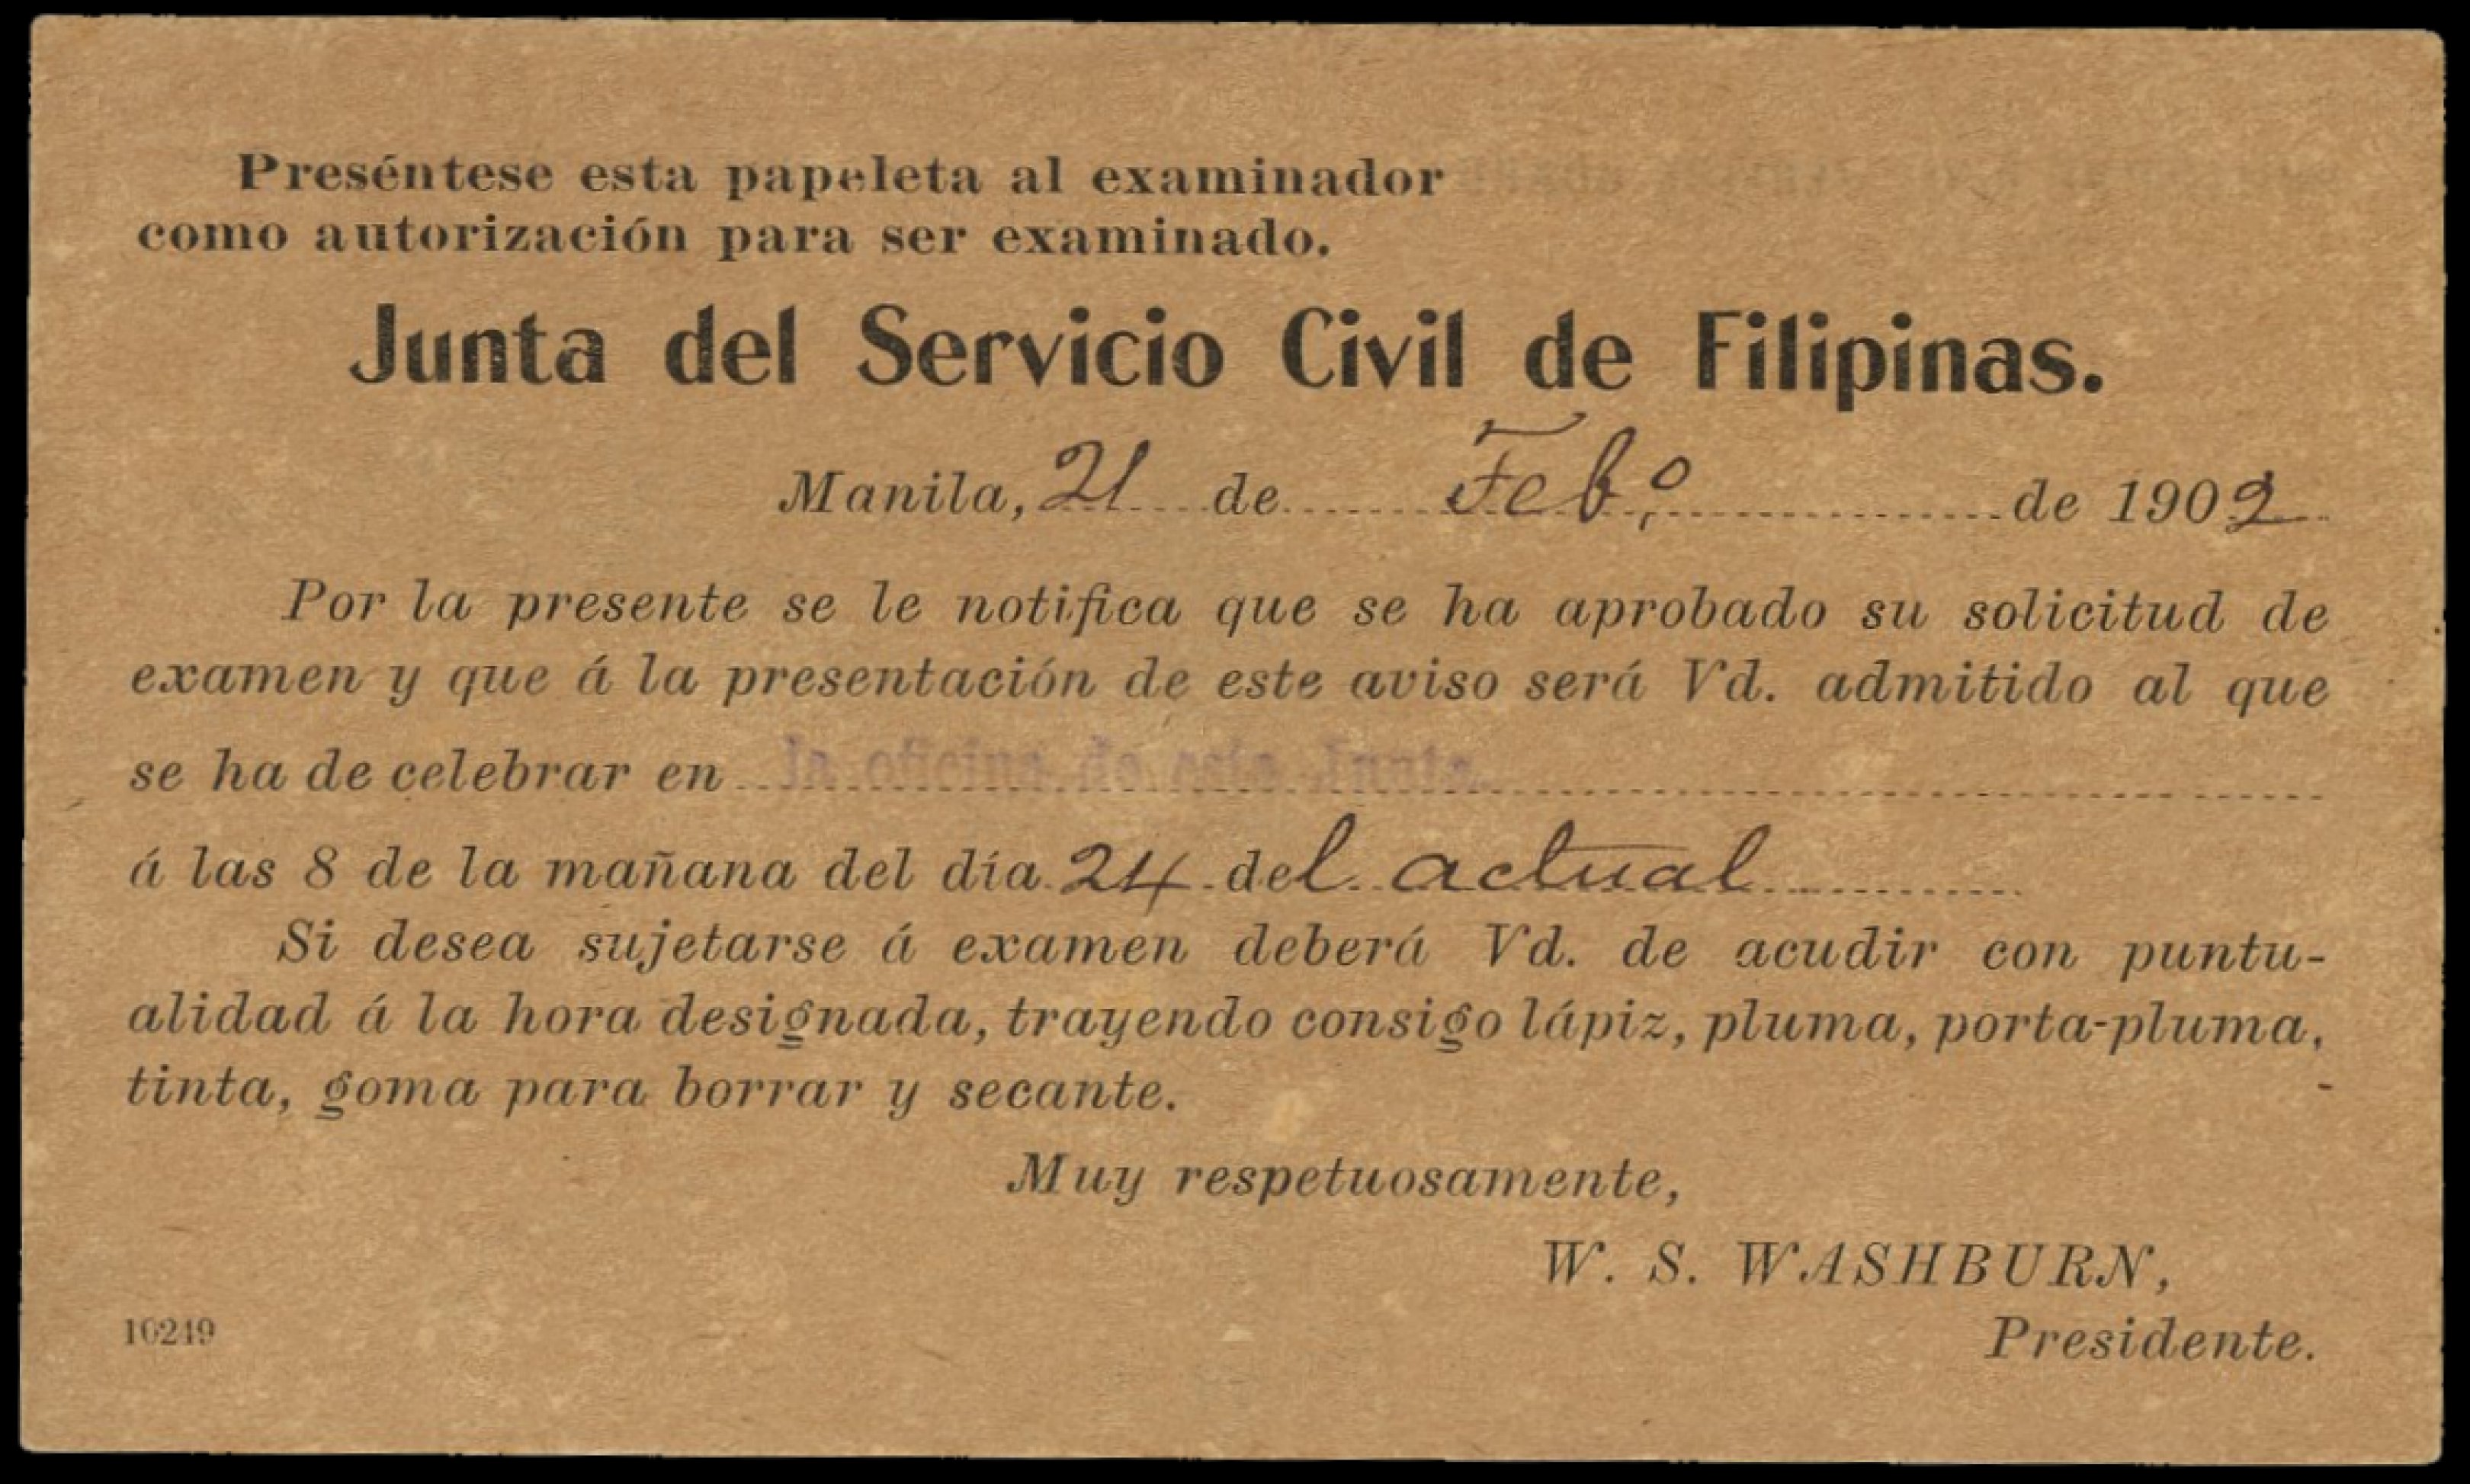 Preséntese esta papeleta al examinador
como autorización para ser examinado.
Junta del Servicio Civil de Filipinas.
Manila, 21 de Feb.º de 1902
Por la presente se le notifica que se ha aprobado su solicitud de
examen y que á la presentación de este aviso será Vd. admitido al que
se ha de celebrar en la oficina de esta Junta.
á las 8 de la mañana del día 24 del actual
Si desea sujetarse á examen deberá Vd. de acudir con puntu-
alidad á la hora designada, trayendo consigo lápiz, pluma, porta-pluma,
tinta, goma para borrar y secante.
Muy respetuosamente,
W. S. WASHBURN,
Presidente.
10249